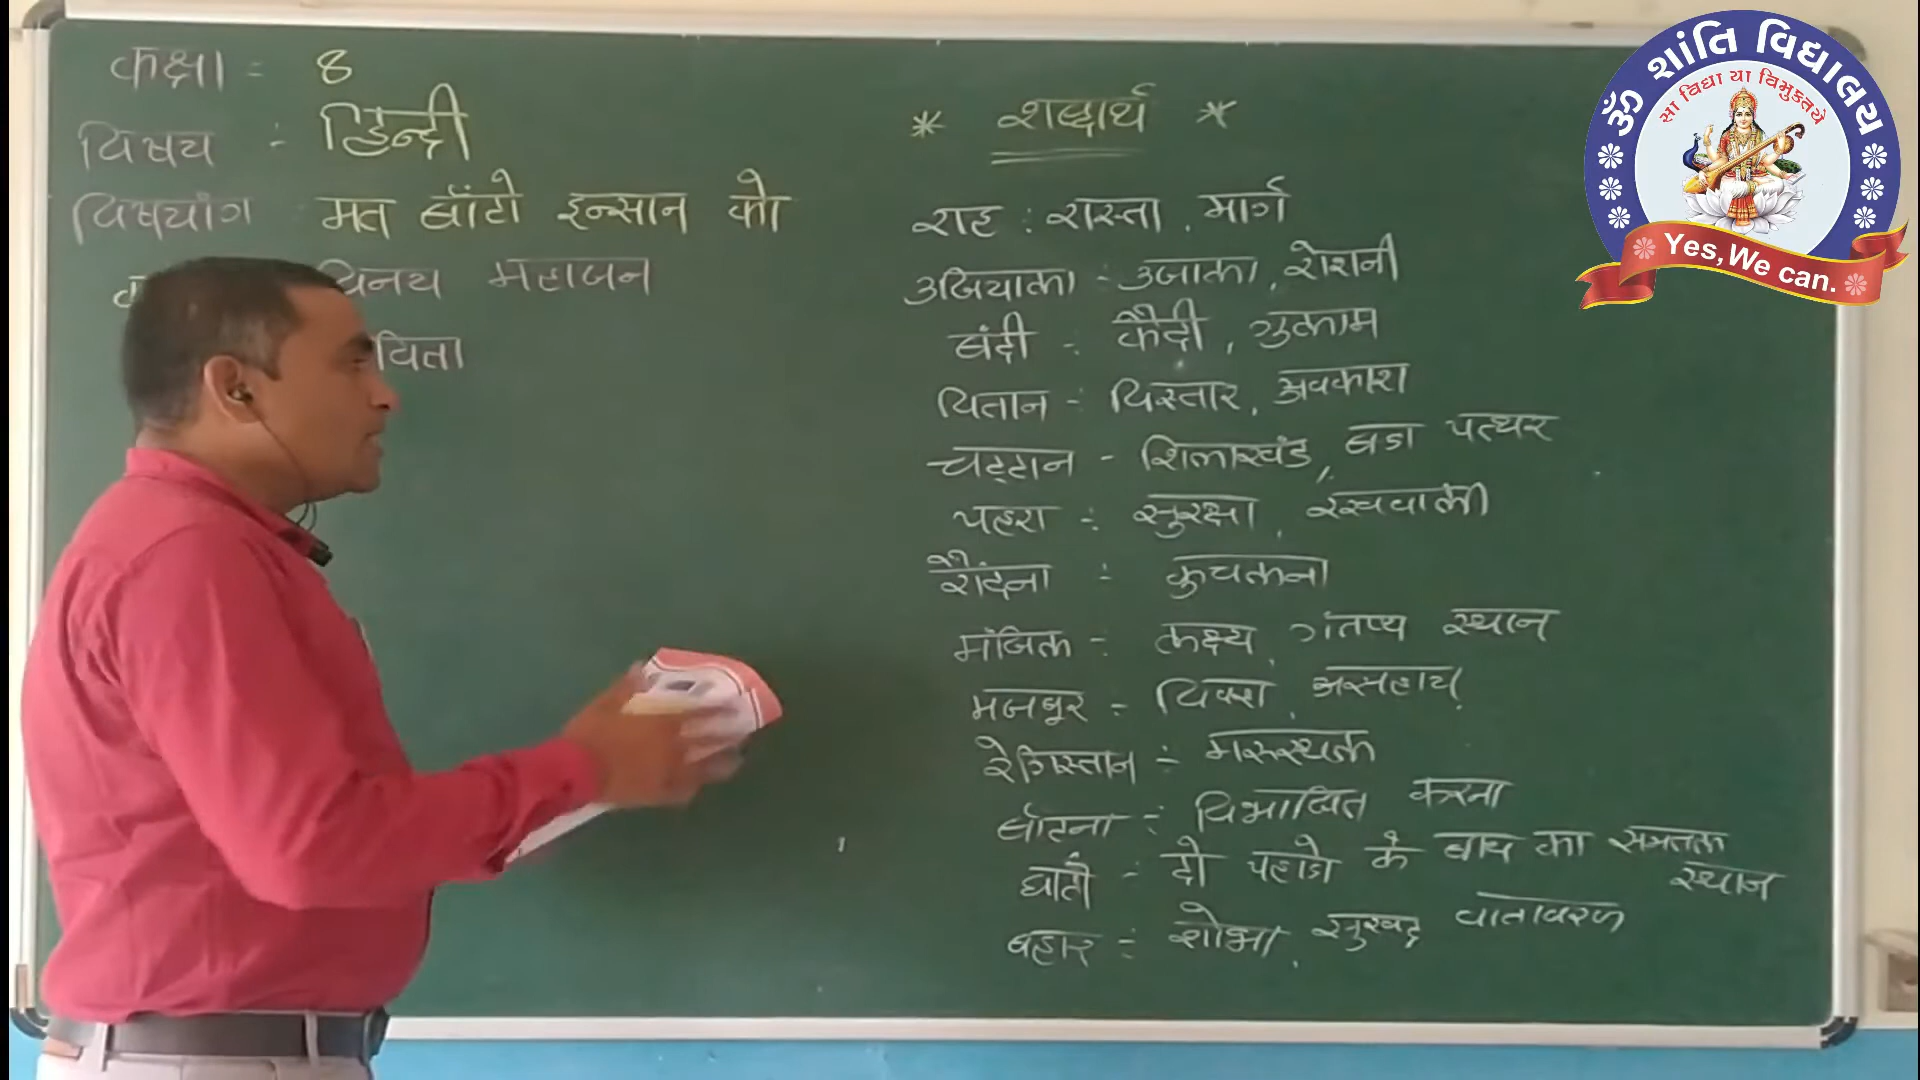 कक्षा : 8
विषय : हिन्दी
विषयांग मत बाँटो इन्सान को
विनय महाजन
विता
* शब्दार्थ *
राह : रास्ता, मार्ग
उजियाला - उजाला, रोशनी
बंदी - कैदी, गुलाम
वितान - विस्तार, अवकाश
चट्टान - शिलाखंड, बडा पत्थर
पहरा - सुरक्षा, रखवाली
रौंदना - कुचलना
मंजिल - लक्ष्य, गंतव्य स्थान
मजबूर - विवश, असहाय
रेगिस्तान - मरुस्थल
बाँटना - विभाजित करना
घाटी - दो पहाडो के बीच का समतल स्थान
बहार - शोभा, सुखद वातावरण
ॐ શાંતિ વિદ્યાલય
સા વિદ્યા યા વિમુક્તયે
Yes, We can.